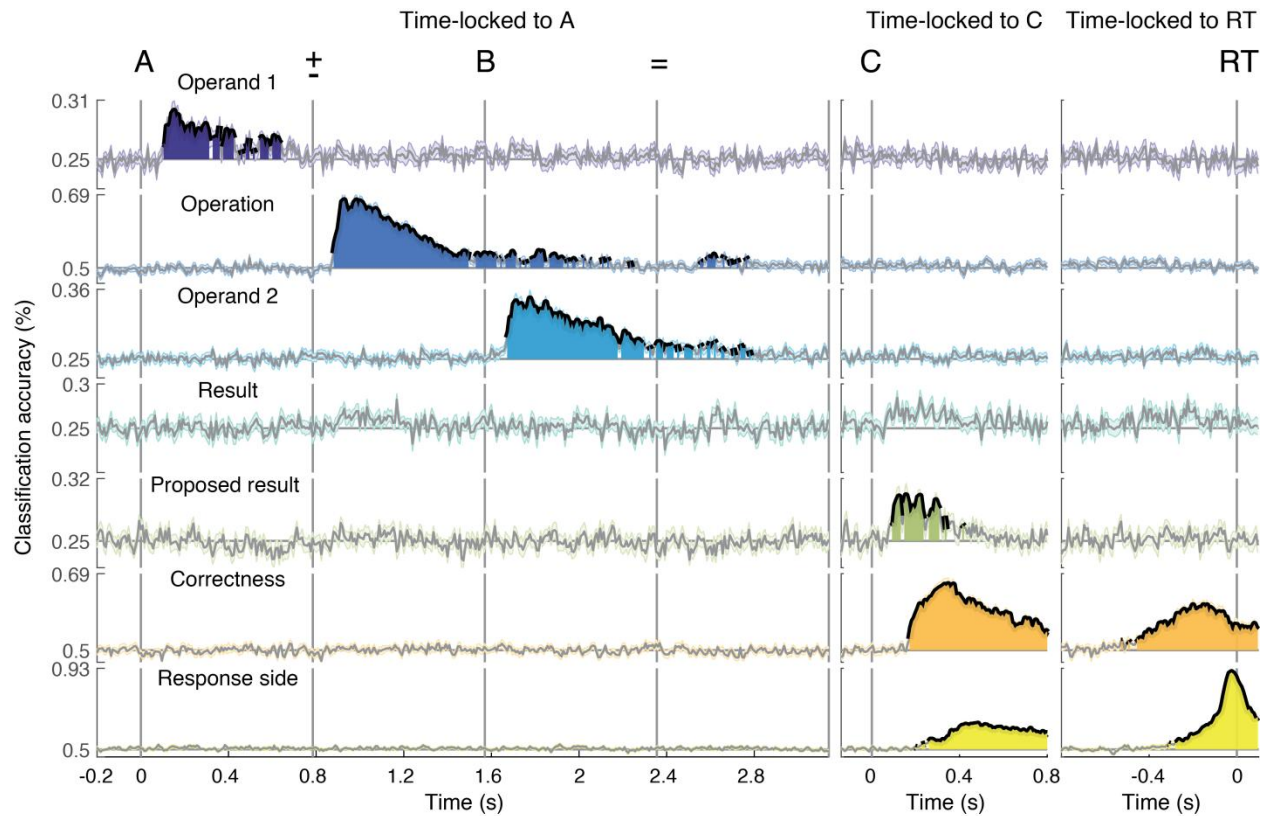 Time-locked to A Time-locked to C Time-locked to RT
A ± B = C RT
Operand 1
0.31
0.25
Operation
0.69
0.5
Operand 2
0.36
0.25
Result
0.3
0.25
Proposed result
0.32
0.25
Correctness
0.69
0.5
Response side
0.93
0.5
Classification accuracy (%)
-0.2 0 0.4 0.8 1.2 1.6 2 2.4 2.8 0 0.4 0.8 -0.4 0
Time (s) Time (s) Time (s)